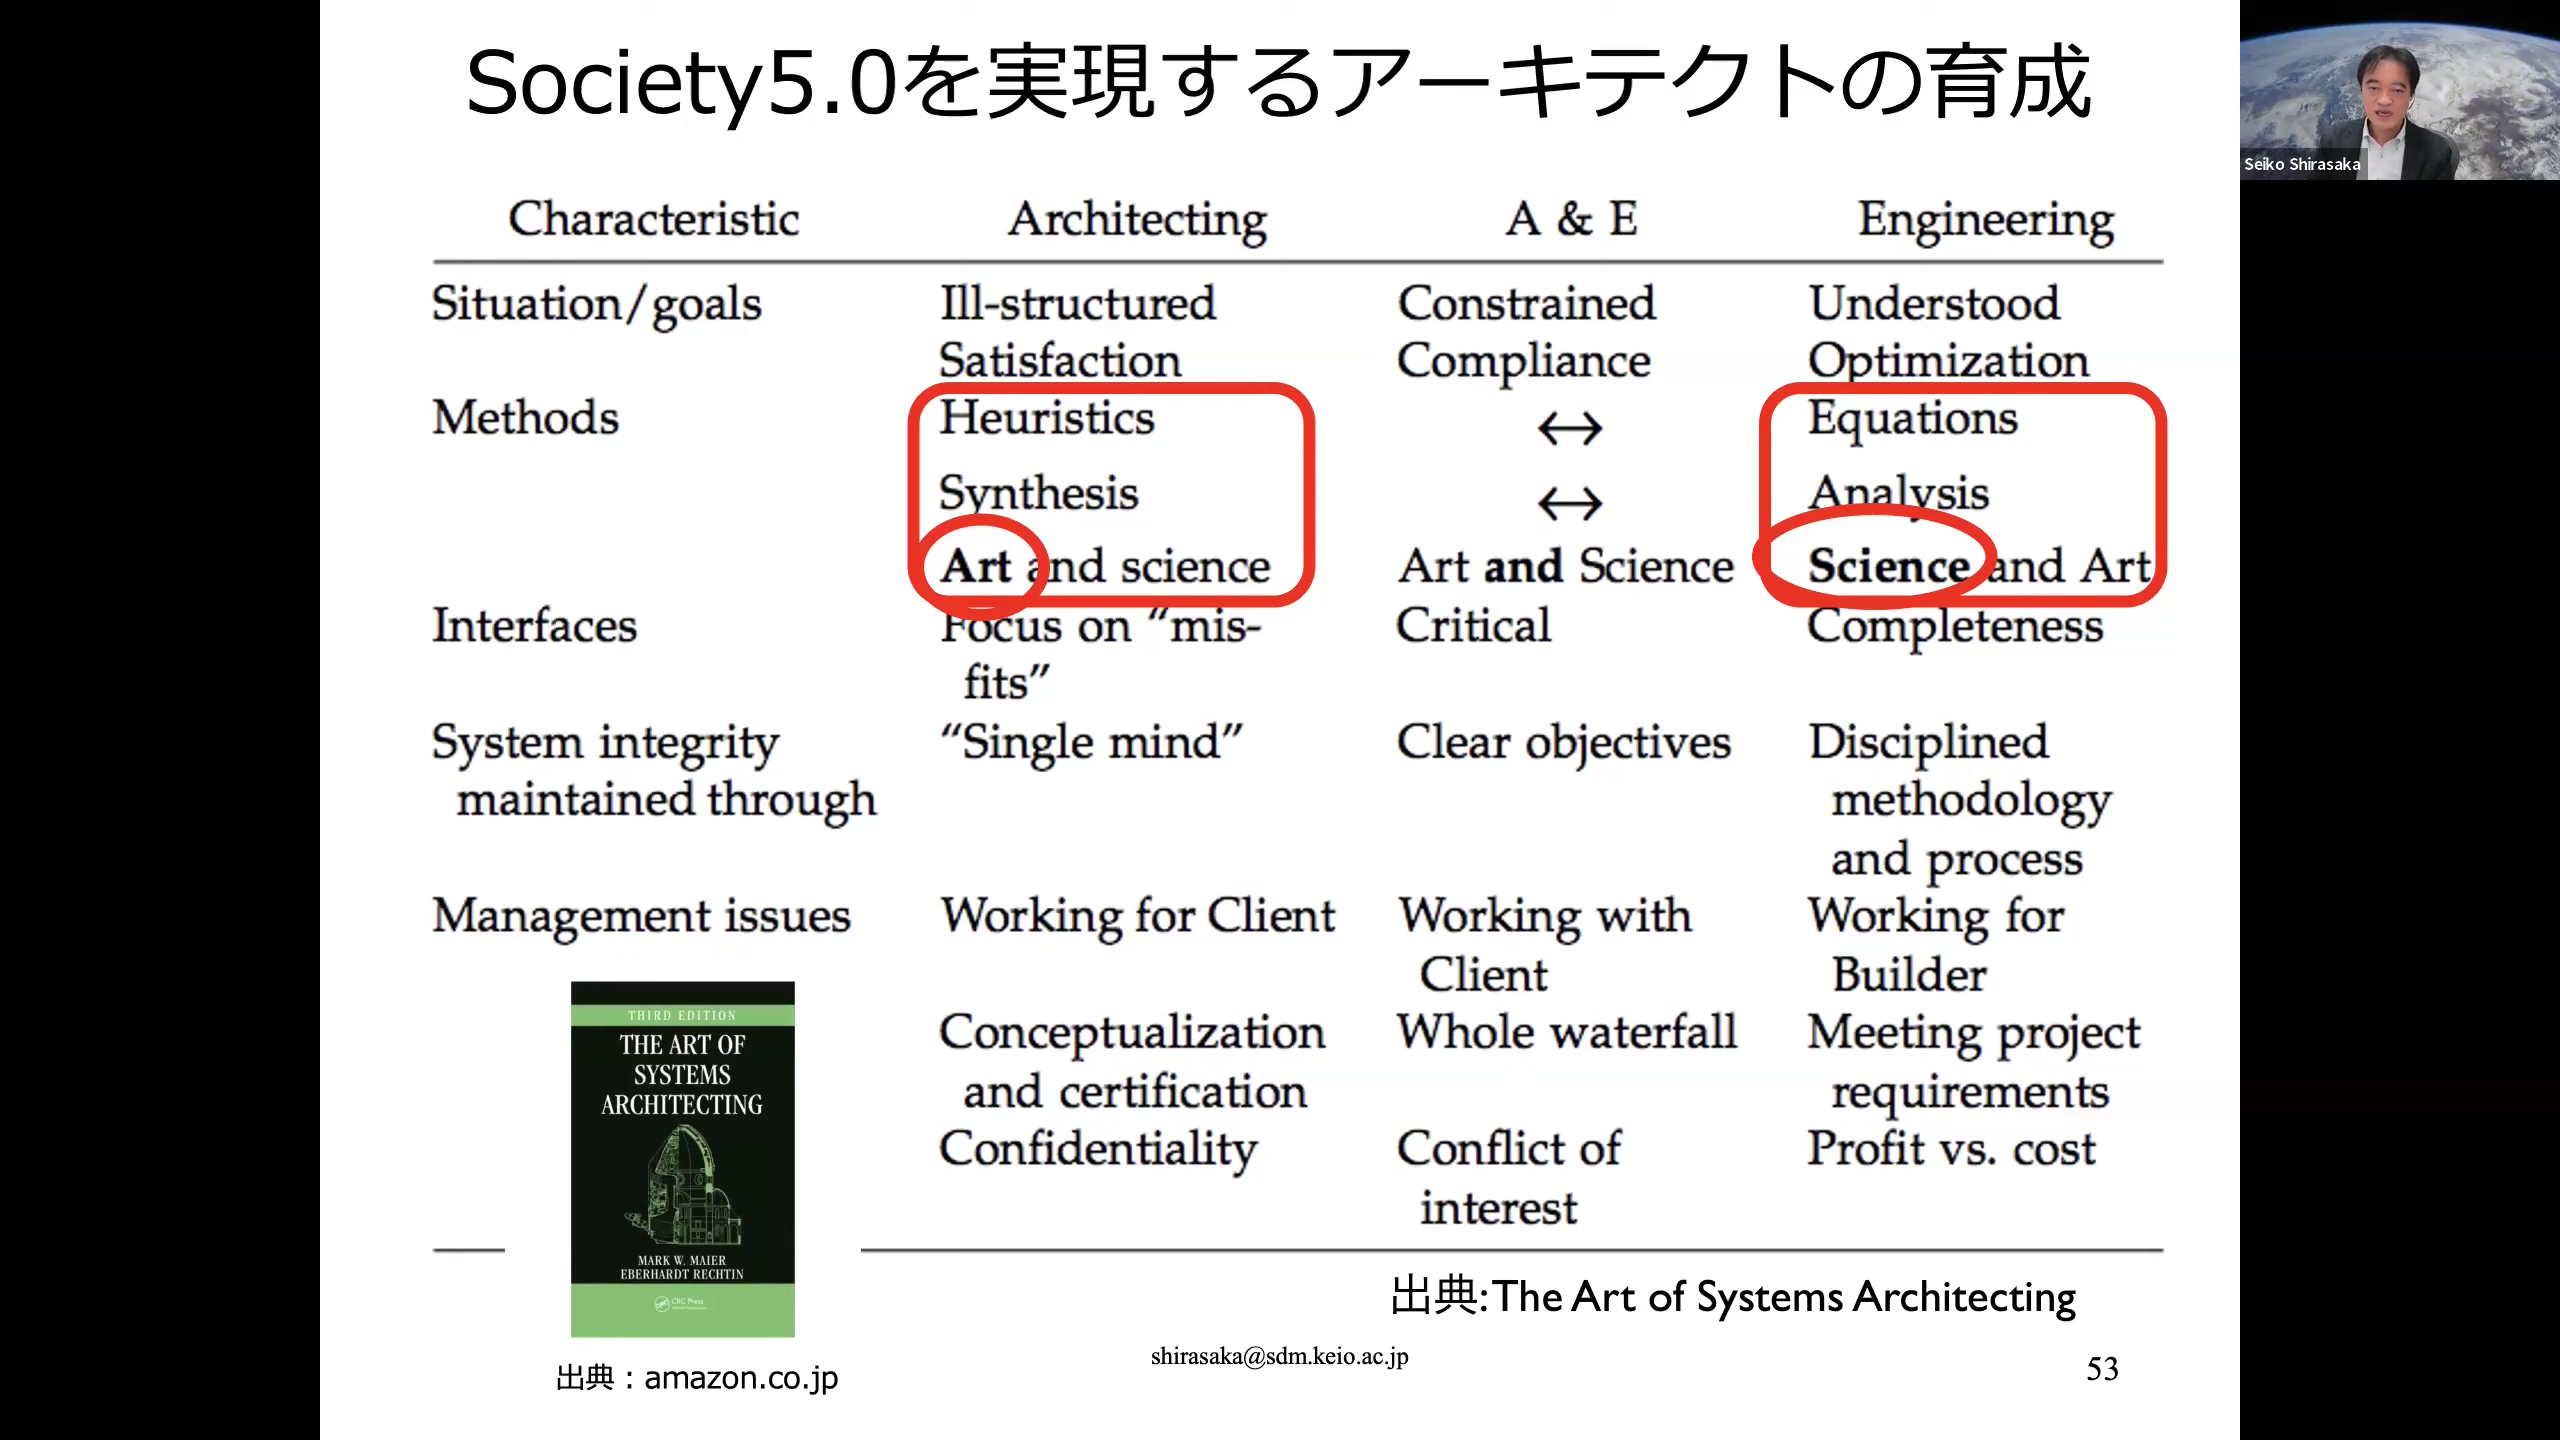 Society5.0を実現するアーキテクトの育成
Seiko Shirasaka
Characteristic Architecting A & E Engineering
Situation/goals Ill-structured Constrained Understood
Satisfaction Compliance Optimization
Methods Heuristics ↔ Equations
Synthesis ↔ Analysis
Art and science Art and Science Science and Art
Interfaces Focus on “mis- Critical Completeness
fits”
System integrity “Single mind” Clear objectives Disciplined
maintained through methodology
and process
Management issues Working for Client Working with Working for
Client Builder
Conceptualization Whole waterfall Meeting project
and certification requirements
Confidentiality Conflict of Profit vs. cost
interest
THIRD EDITION
THE ART OF
SYSTEMS
ARCHITECTING
MARK W. MAIER
EBERHARDT RECHTIN
CRC Press
出典:The Art of Systems Architecting
出典：amazon.co.jp
shirasaka@sdm.keio.ac.jp
53